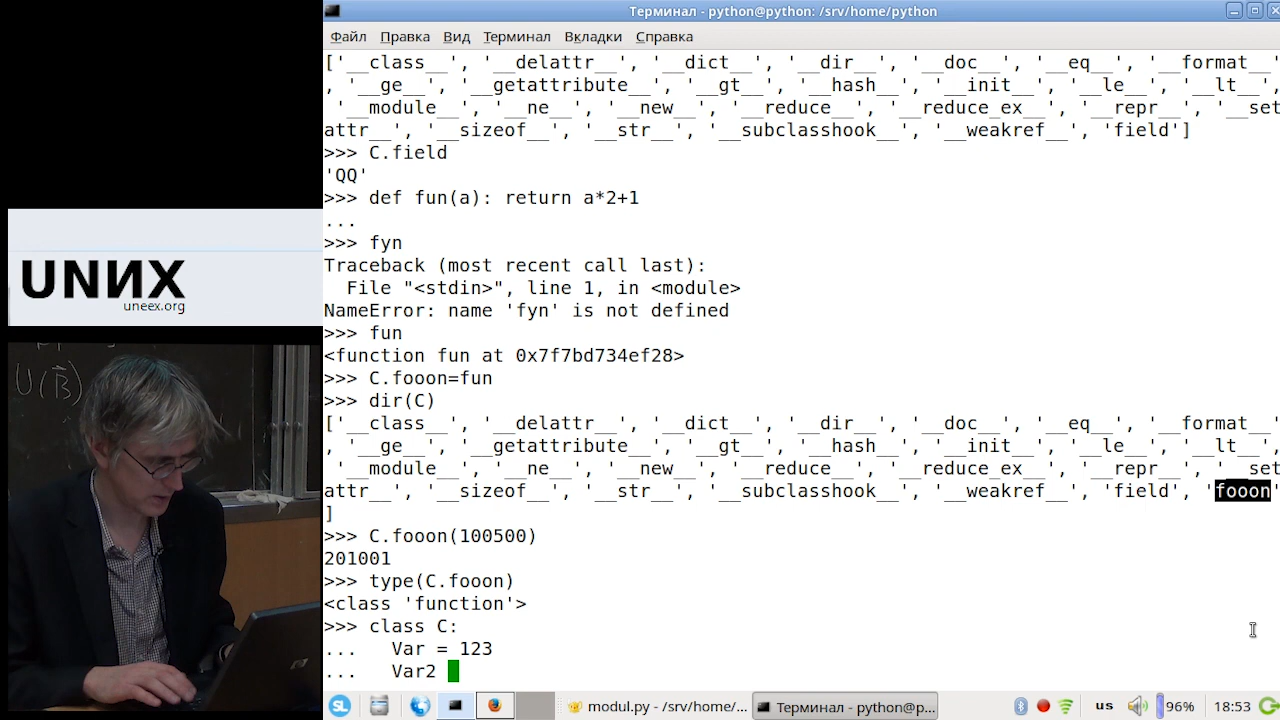 Терминал - python@python: /srv/home/python
Файл Правка Вид Терминал Вкладки Справка
['__class__', '__delattr__', '__dict__', '__dir__', '__doc__', '__eq__', '__format__'
, '__ge__', '__getattribute__', '__gt__', '__hash__', '__init__', '__le__', '__lt__',
'__module__', '__ne__', '__new__', '__reduce__', '__reduce_ex__', '__repr__', '__set
attr__', '__sizeof__', '__str__', '__subclasshook__', '__weakref__', 'field']
>>> C.field
'QQ'
>>> def fun(a): return a*2+1
...
>>> fyn
Traceback (most recent call last):
File "<stdin>", line 1, in <module>
NameError: name 'fyn' is not defined
>>> fun
<function fun at 0x7f7bd734ef28>
>>> C.fooon=fun
>>> dir(C)
['__class__', '__delattr__', '__dict__', '__dir__', '__doc__', '__eq__', '__format__'
, '__ge__', '__getattribute__', '__gt__', '__hash__', '__init__', '__le__', '__lt__',
'__module__', '__ne__', '__new__', '__reduce__', '__reduce_ex__', '__repr__', '__set
attr__', '__sizeof__', '__str__', '__subclasshook__', '__weakref__', 'field', 'fooon'
]
>>> C.fooon(100500)
201001
>>> type(C.fooon)
<class 'function'>
>>> class C:
... Var = 123
... Var2
UNИX
uneex.org
U(B)
SL
modul.py - /srv/home/...
Терминал - python@p...
us
96%
18:53